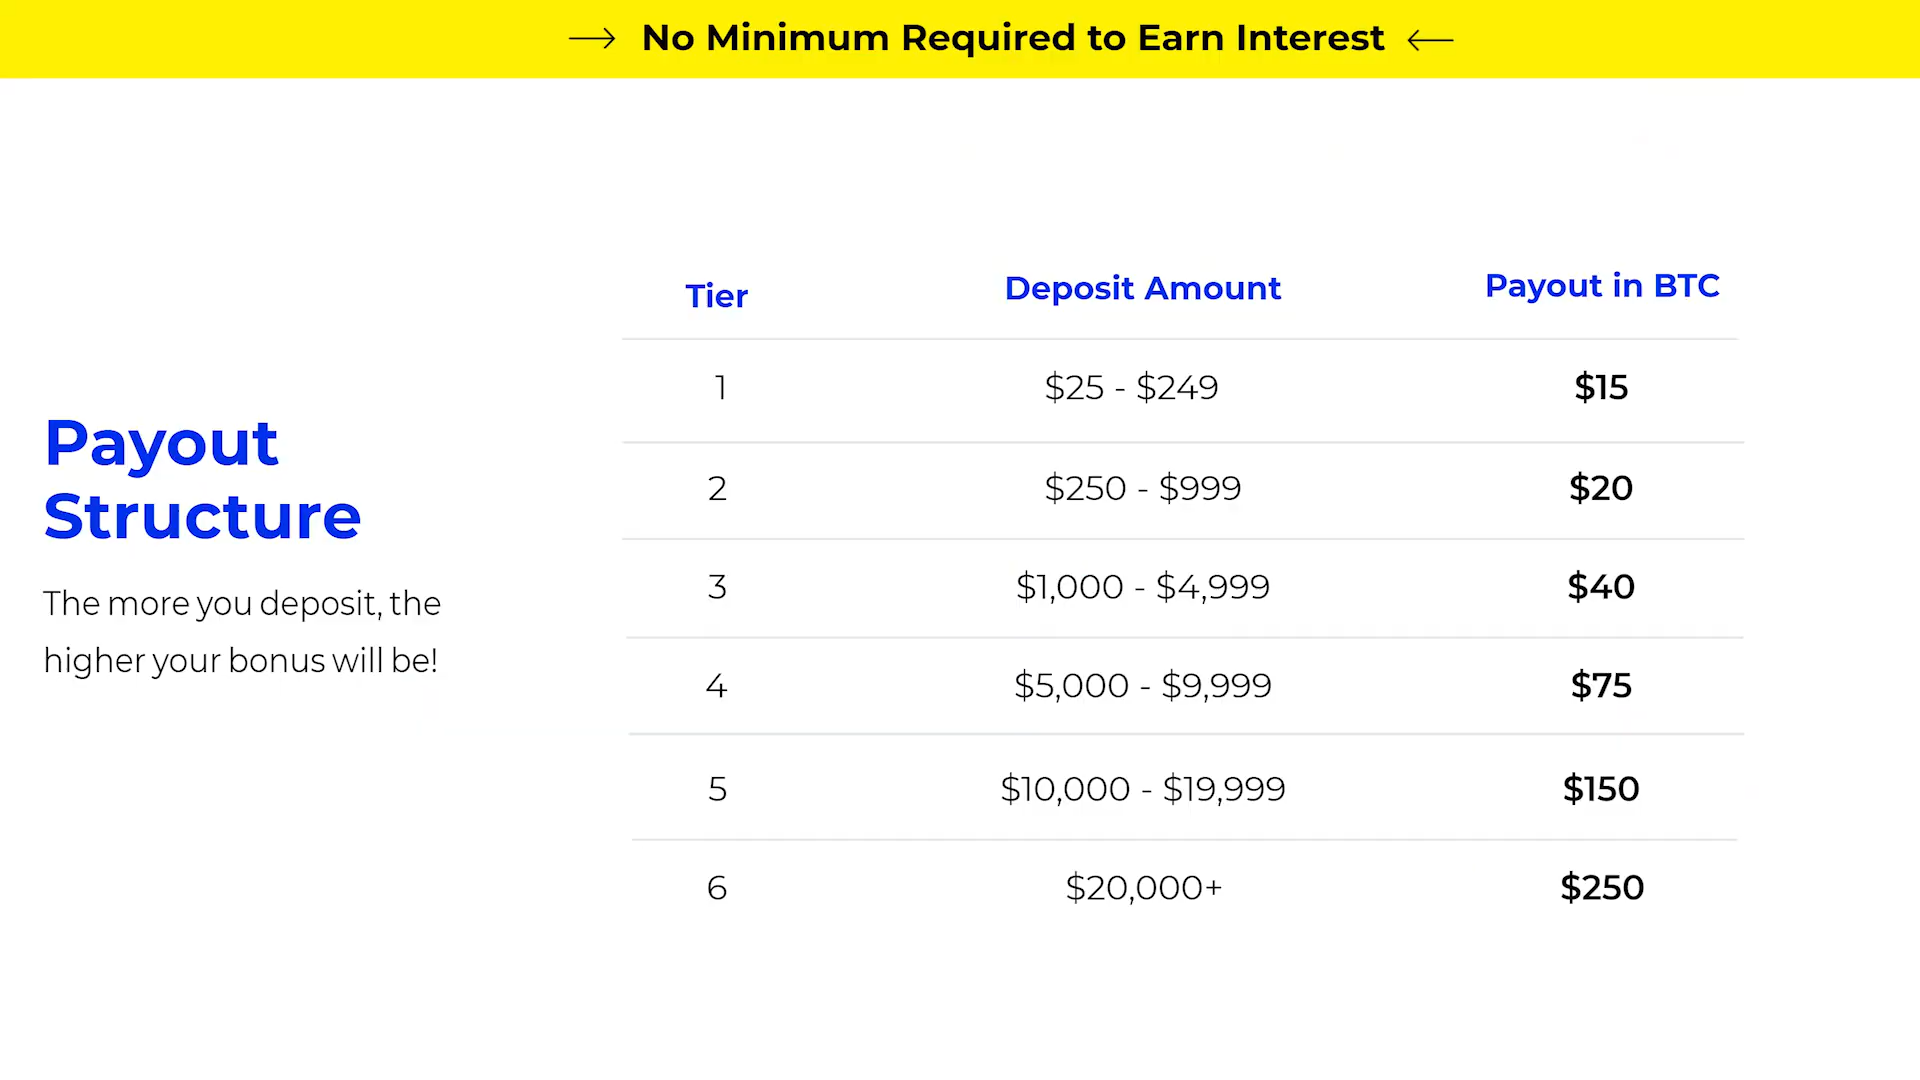 → No Minimum Required to Earn Interest ←
Payout
Structure
The more you deposit, the
higher your bonus will be!
Tier Deposit Amount Payout in BTC
1 $25 - $249 $15
2 $250 - $999 $20
3 $1,000 - $4,999 $40
4 $5,000 - $9,999 $75
5 $10,000 - $19,999 $150
6 $20,000+ $250